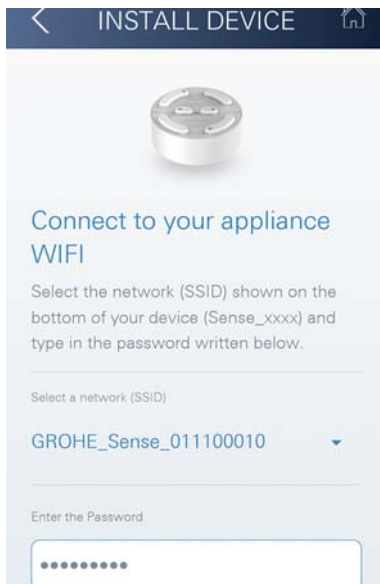 INSTALL DEVICE
Connect to your appliance
WIFI
Select the network (SSID) shown on the
bottom of your device (Sense_xxxx) and
type in the password written below.
Select a network (SSID)
GROHE_Sense_011100010
Enter the Password
•••••••••